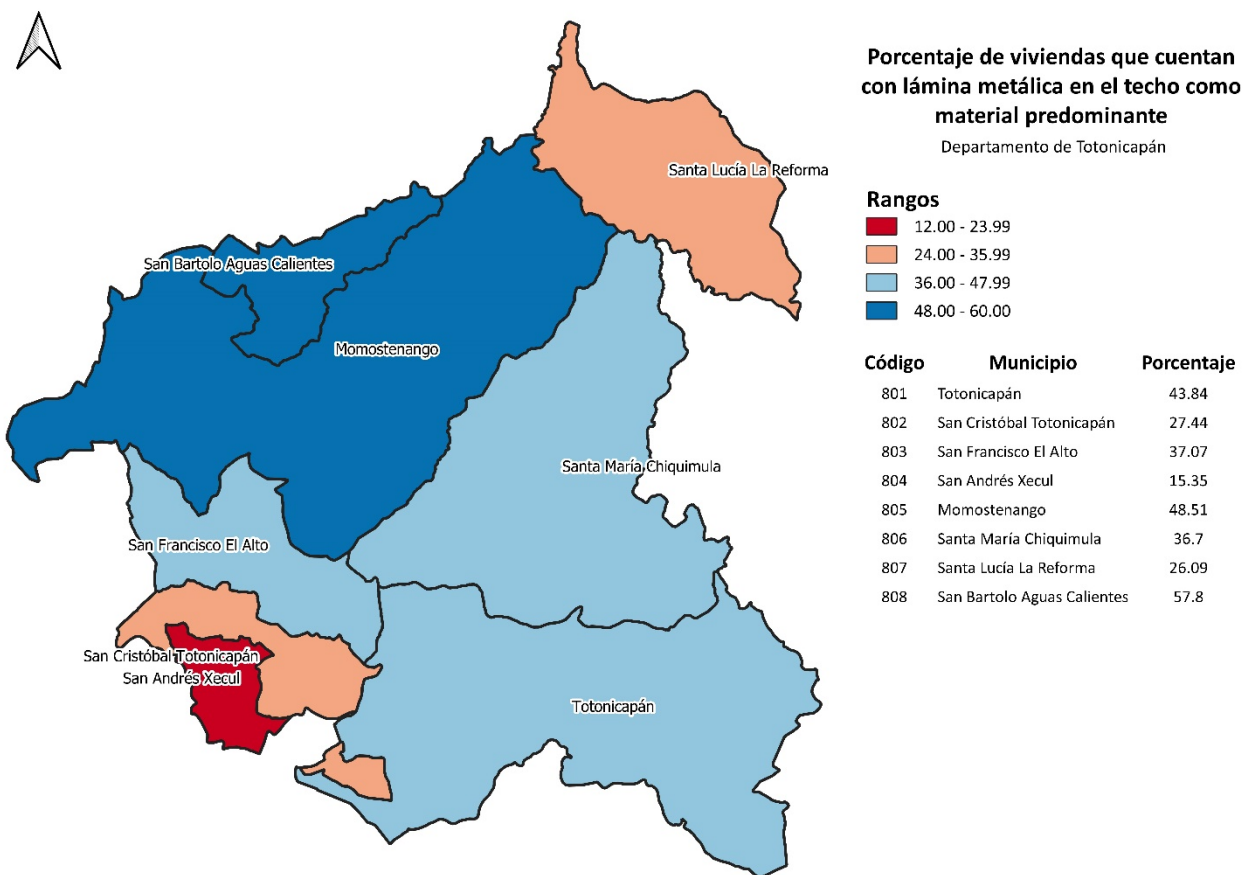 Porcentaje de viviendas que cuentan
con lámina metálica en el techo como
material predominante
Departamento de Totonicapán
Rangos
12.00 - 23.99
24.00 - 35.99
36.00 - 47.99
48.00 - 60.00
Código Municipio Porcentaje
801 Totonicapán 43.84
802 San Cristóbal Totonicapán 27.44
803 San Francisco El Alto 37.07
804 San Andrés Xecul 15.35
805 Momostenango 48.51
806 Santa María Chiquimula 36.7
807 Santa Lucía La Reforma 26.09
808 San Bartolo Aguas Calientes 57.8
Santa Lucía La Reforma
San Bartolo Aguas Calientes
Momostenango
Santa María Chiquimula
San Francisco El Alto
San Cristóbal Totonicapán
San Andrés Xecul
Totonicapán